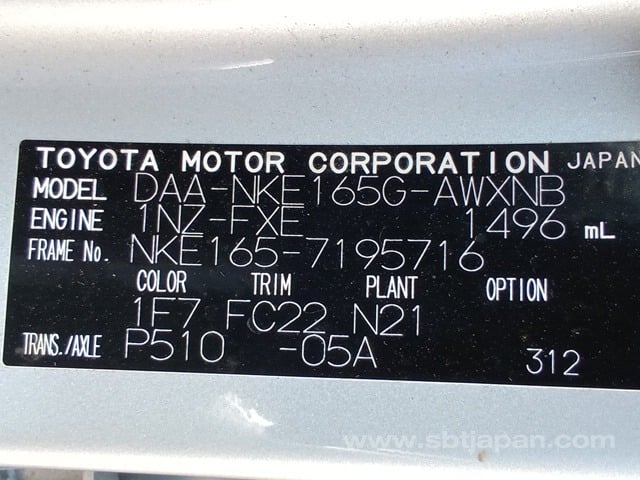 TOYOTA MOTOR CORPORATION JAPAN
MODEL DAA-NKE165G-AWXNB
ENGINE 1NZ-FXE 1496 mL
FRAME No. NKE165-7195716
COLOR TRIM PLANT OPTION
1F7 FC22 N21
TRANS./AXLE P510 -05A 312
www.sbtjapan.com